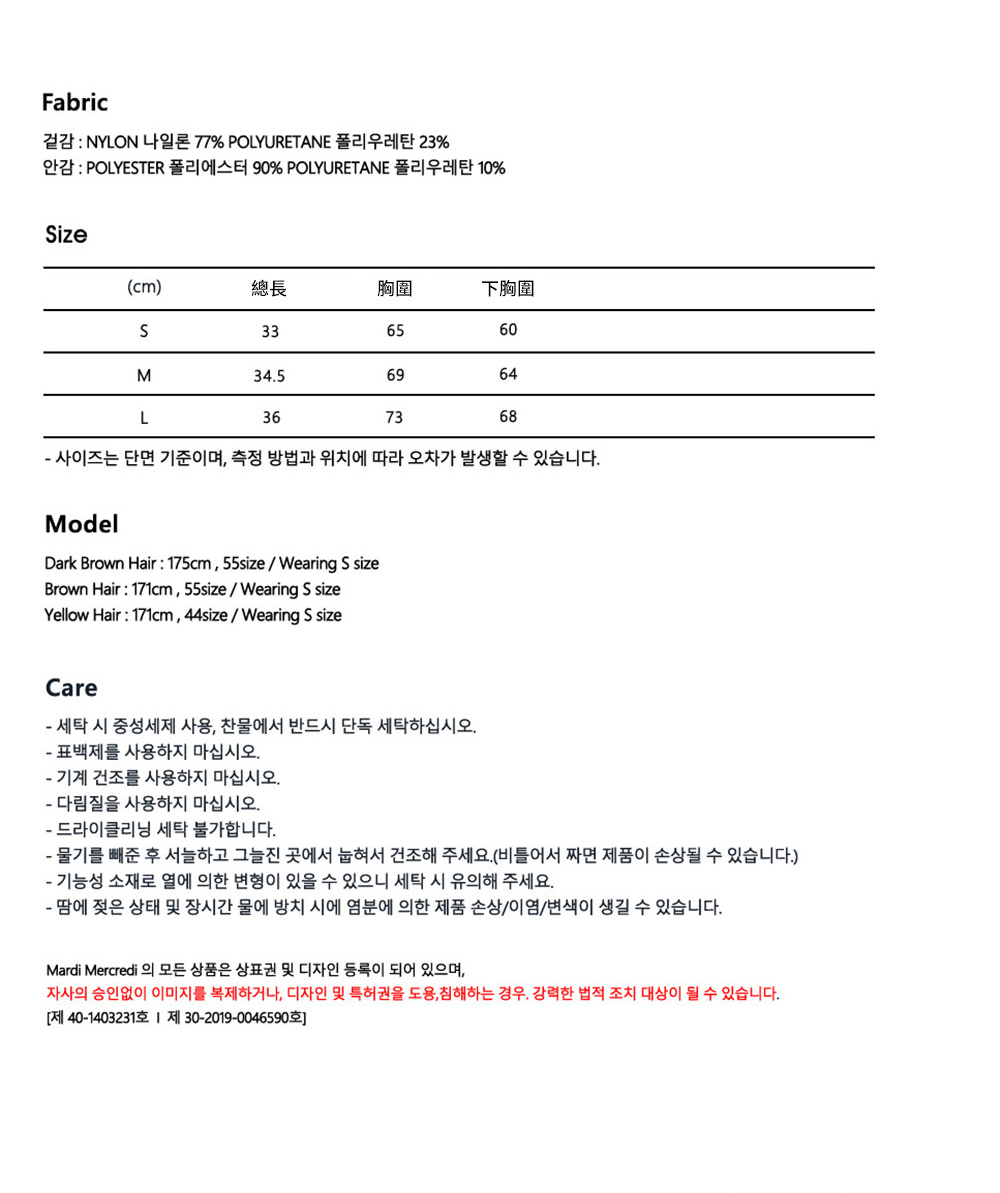 Fabric
겉감 : NYLON 나일론 77% POLYURETANE 폴리우레탄 23%
안감 : POLYESTER 폴리에스터 90% POLYURETANE 폴리우레탄 10%
Size
(cm) 總長 胸圍 下胸圍
S 33 65 60
M 34.5 69 64
L 36 73 68
- 사이즈는 단면 기준이며, 측정 방법과 위치에 따라 오차가 발생할 수 있습니다.
Model
Dark Brown Hair : 175cm , 55size / Wearing S size
Brown Hair : 171cm , 55size / Wearing S size
Yellow Hair : 171cm , 44size / Wearing S size
Care
- 세탁 시 중성세제 사용, 찬물에서 반드시 단독 세탁하십시오.
- 표백제를 사용하지 마십시오.
- 기계 건조를 사용하지 마십시오.
- 다림질을 사용하지 마십시오.
- 드라이클리닝 세탁 불가합니다.
- 물기를 빼준 후 서늘하고 그늘진 곳에서 눕혀서 건조해 주세요.(비틀어서 짜면 제품이 손상될 수 있습니다.)
- 기능성 소재로 열에 의한 변형이 있을 수 있으니 세탁 시 유의해 주세요.
- 땀에 젖은 상태 및 장시간 물에 방치 시에 염분에 의한 제품 손상/이염/변색이 생길 수 있습니다.
Mardi Mercredi 의 모든 상품은 상표권 및 디자인 등록이 되어 있으며,
자사의 승인없이 이미지를 복제하거나, 디자인 및 특허권을 도용,침해하는 경우. 강력한 법적 조치 대상이 될 수 있습니다.
[제 40-1403231호 I 제 30-2019-0046590호]